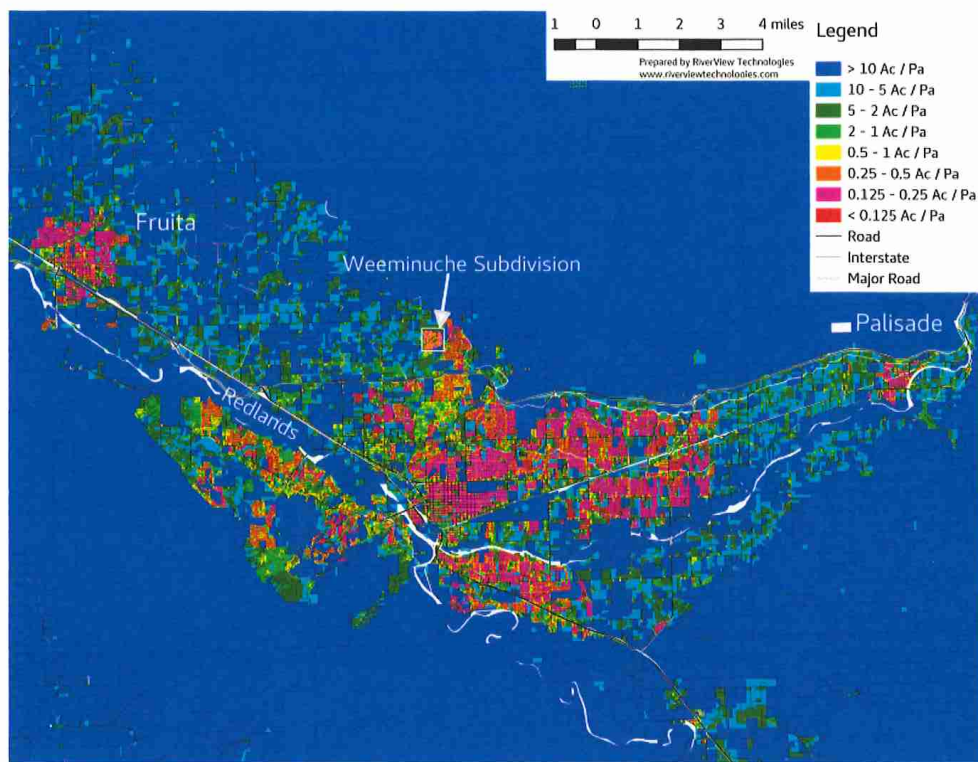 1 0 1 2 3 4 miles
Prepared by RiverView Technologies
www.riverviewtechnologies.com
Legend
> 10 Ac / Pa
10 - 5 Ac / Pa
5 - 2 Ac / Pa
2 - 1 Ac / Pa
0.5 - 1 Ac / Pa
0.25 - 0.5 Ac / Pa
0.125 - 0.25 Ac / Pa
< 0.125 Ac / Pa
Road
Interstate
Major Road
Fruita
Weeminuche Subdivision
Palisade
Redlands